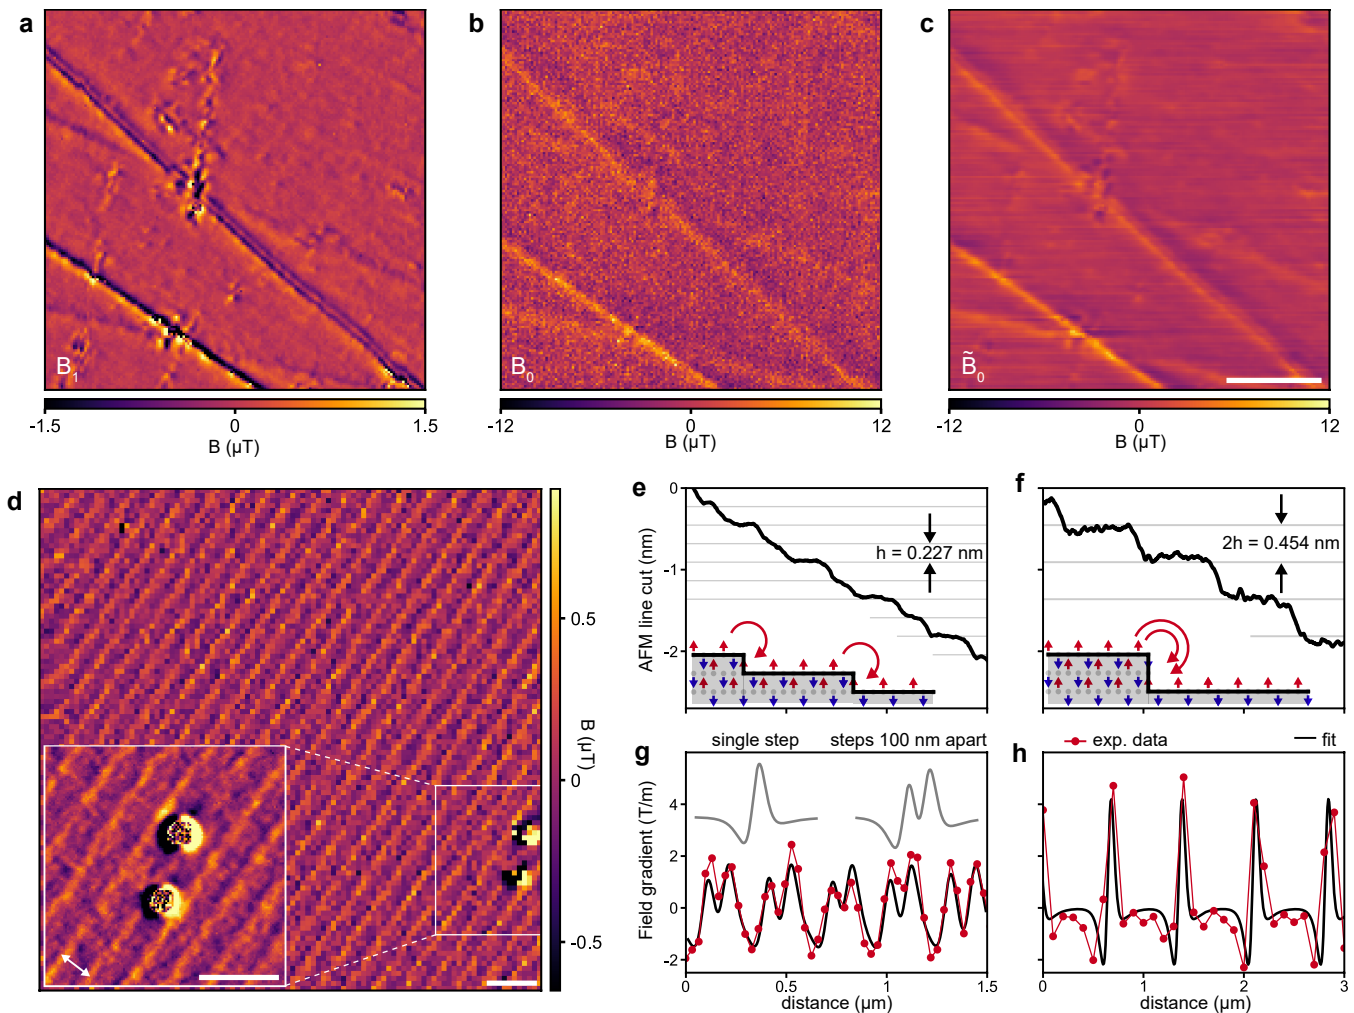 a
b
c
B1
B0
B̃0
-1.5 0 1.5
B (µT)
-12 0 12
B (µT)
-12 0 12
B (µT)
d
0.5
0
-0.5
B (µT)
e
0
-1
-2
AFM line cut (nm)
h = 0.227 nm
f
2h = 0.454 nm
g
single step
steps 100 nm apart
exp. data
fit
h
4
2
0
-2
Field gradient (T/m)
0 0.5 1 1.5
distance (µm)
0 1 2 3
distance (µm)